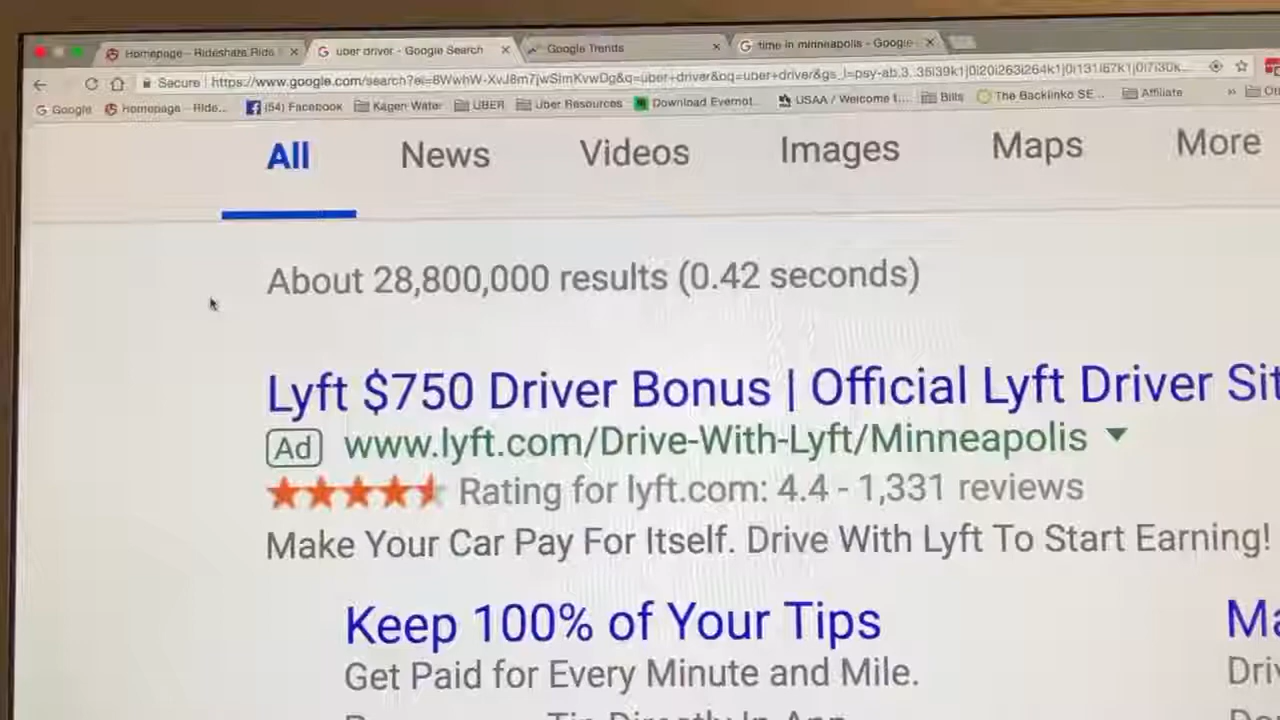 Homepage - Rideshare Ride
uber driver - Google Search
Google Trends
time in minneapolis - Google
Secure
Google
Homepage - Ride...
(54) Facebook
Kagen Water
UBER
Uber Resources
Download Evernot...
USAA / Welcome t...
Bills
The Backlinko SE...
Affiliate
All
News
Videos
Images
Maps
More
About 28,800,000 results (0.42 seconds)
Lyft $750 Driver Bonus | Official Lyft Driver Sit
Ad www.lyft.com/Drive-With-Lyft/Minneapolis
Rating for lyft.com: 4.4 - 1,331 reviews
Make Your Car Pay For Itself. Drive With Lyft To Start Earning!
Keep 100% of Your Tips
Get Paid for Every Minute and Mile.